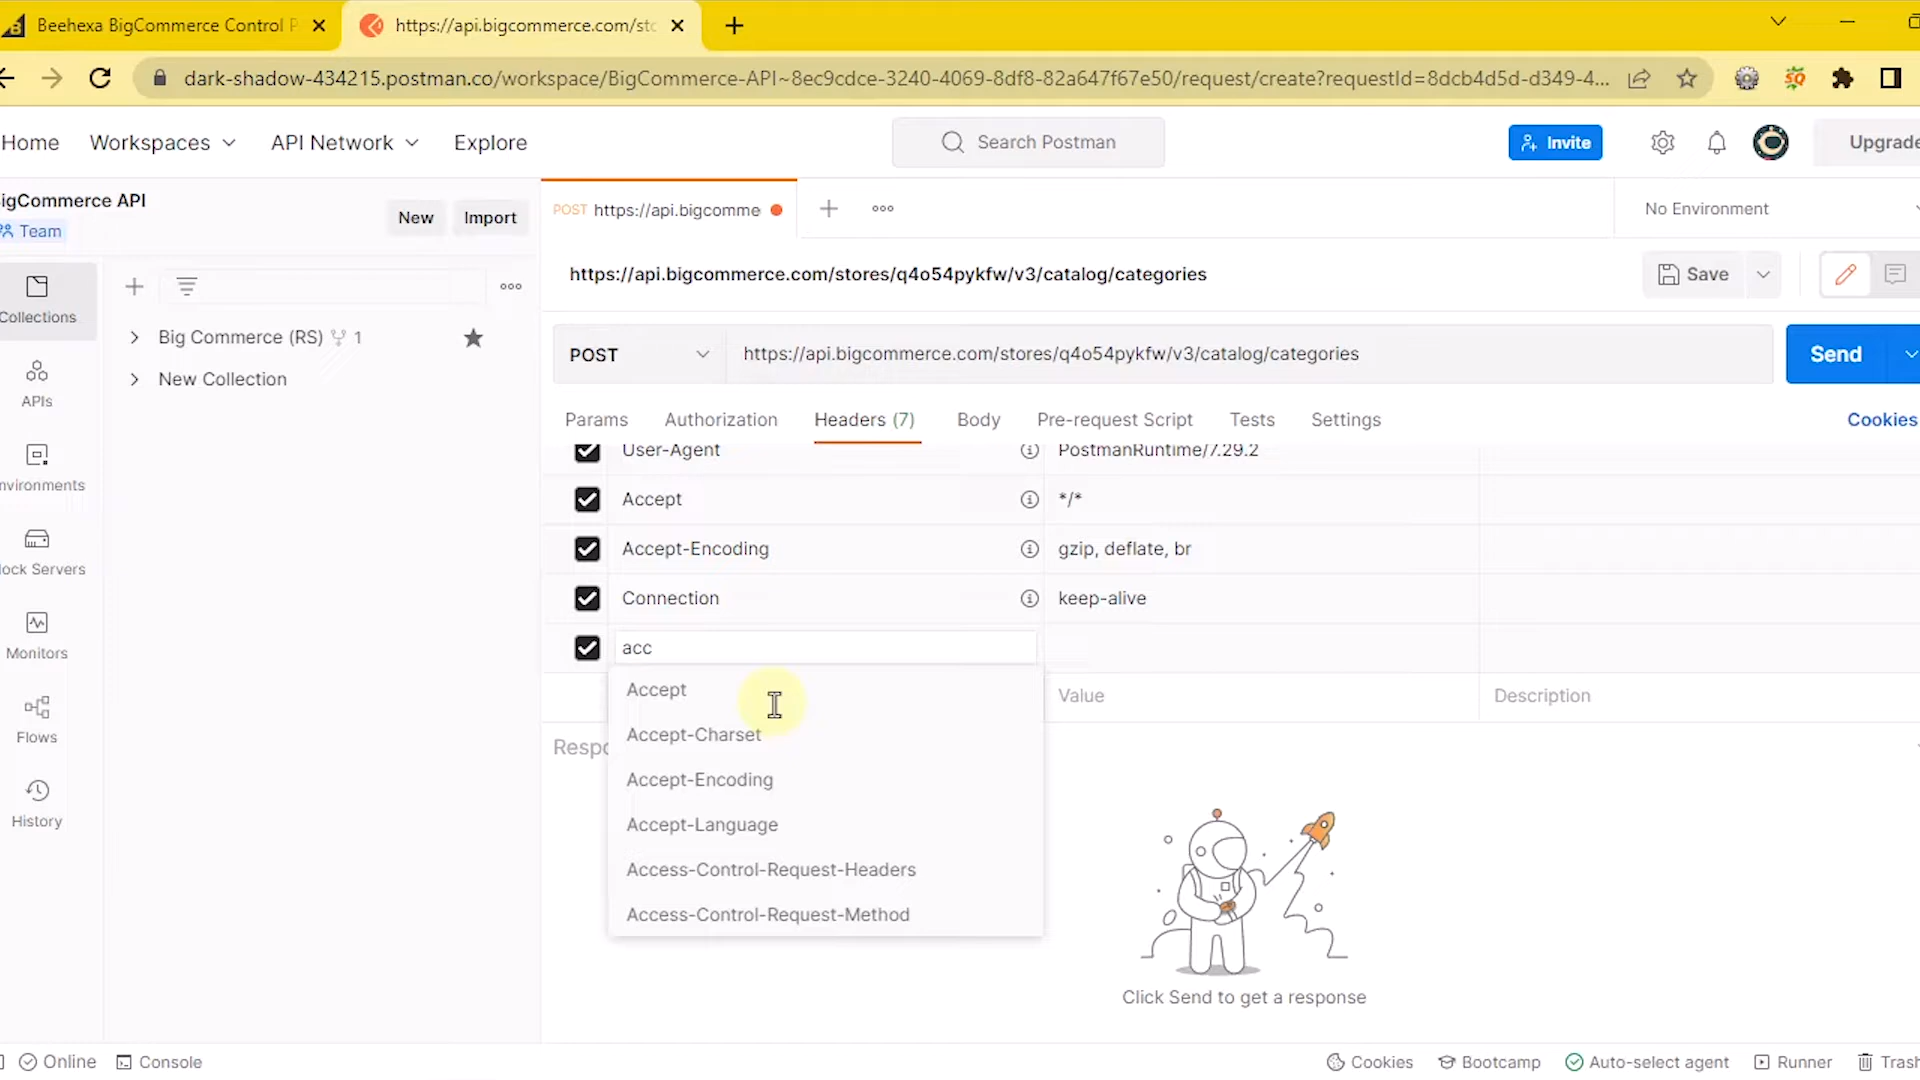 Beehexa BigCommerce Control P
https://api.bigcommerce.com/sto
dark-shadow-434215.postman.co/workspace/BigCommerce-API~8ec9cdce-3240-4069-8df8-82a647f67e50/request/create?requestId=8dcb4d5d-d349-4...
Home Workspaces API Network Explore
Search Postman
Invite
Upgrade
igCommerce API
Team
New Import
POST https://api.bigcomme
No Environment
https://api.bigcommerce.com/stores/q4o54pykfw/v3/catalog/categories
Save
Collections
APIs
nvironments
ock Servers
Monitors
Flows
History
Big Commerce (RS) 1
New Collection
POST https://api.bigcommerce.com/stores/q4o54pykfw/v3/catalog/categories
Send
Params Authorization Headers (7) Body Pre-request Script Tests Settings
Cookies
User-Agent PostmanRuntime/7.29.2
Accept */*
Accept-Encoding gzip, deflate, br
Connection keep-alive
acc
Value Description
Respo
Accept
Accept-Charset
Accept-Encoding
Accept-Language
Access-Control-Request-Headers
Access-Control-Request-Method
Click Send to get a response
Online Console
Cookies Bootcamp Auto-select agent Runner Trash